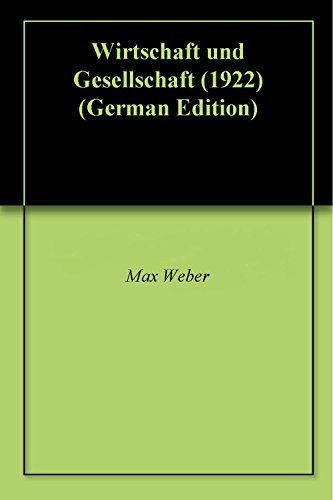 Wirtschaft und
Gesellschaft (1922)
(German Edition)
Max Weber